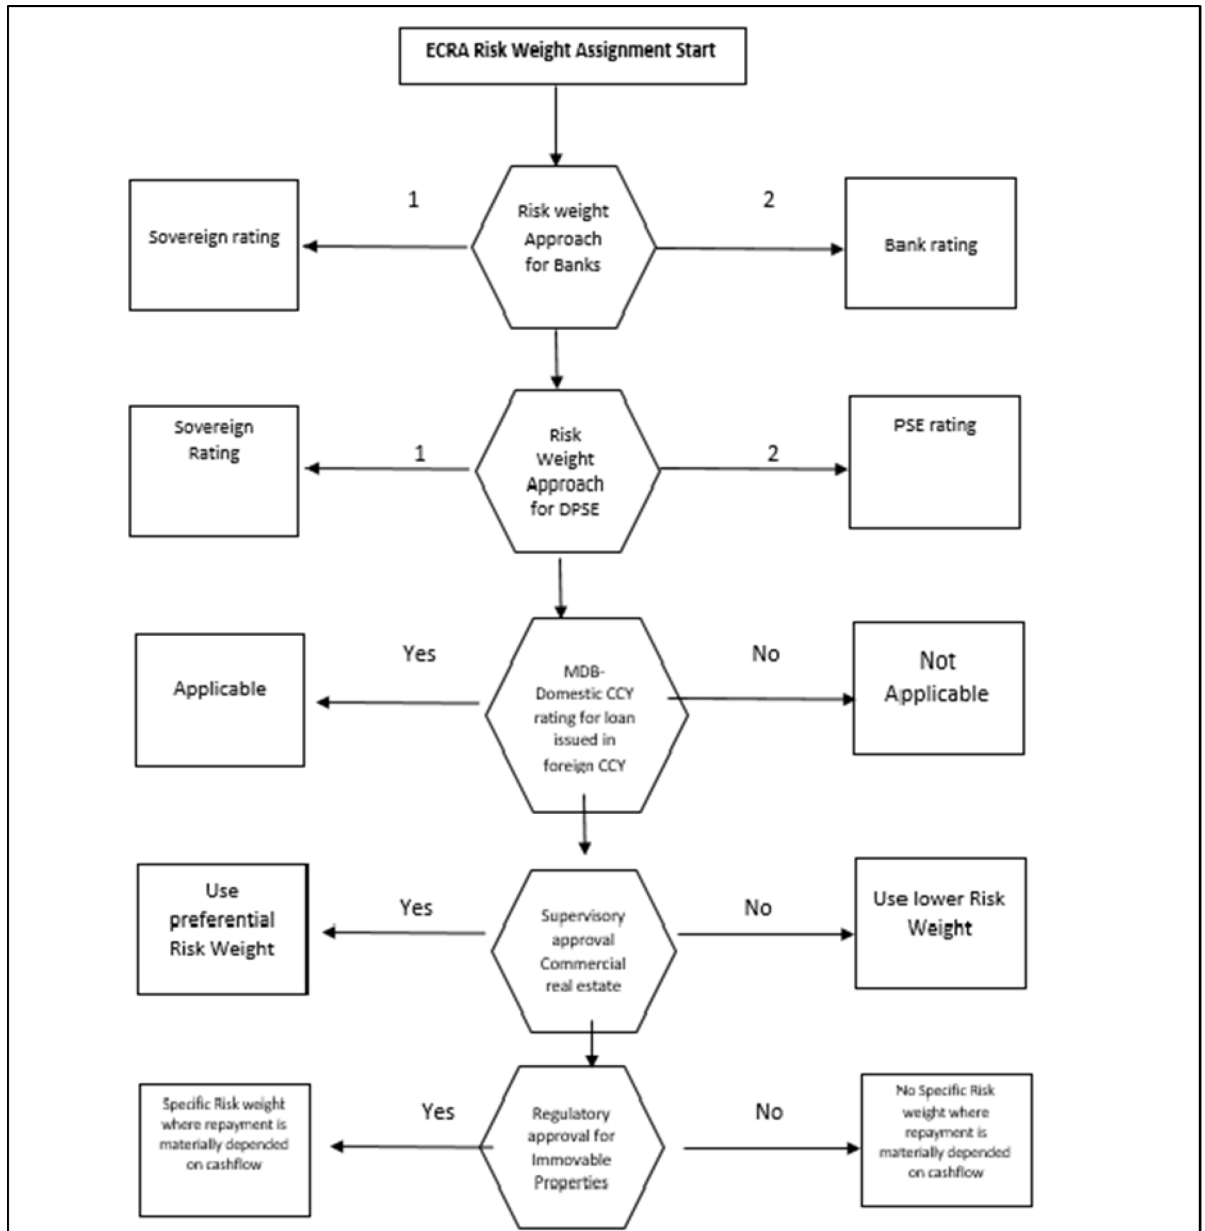 ECRA Risk Weight Assignment Start
1
2
Sovereign rating
Risk weight
Approach
for Banks
Bank rating
Sovereign
Rating
1
Risk
Weight
Approach
for DPSE
2
PSE rating
Applicable
Yes
MDB-
Domestic CCY
rating for loan
issued in
foreign CCY
No
Not
Applicable
Use
preferential
Risk Weight
Yes
Supervisory
approval
Commercial
real estate
No
Use lower Risk
Weight
Specific Risk weight
where repayment is
materially depended
on cashflow
Yes
Regulatory
approval for
Immovable
Properties
No
No Specific Risk
weight where
repayment is
materially depended
on cashflow